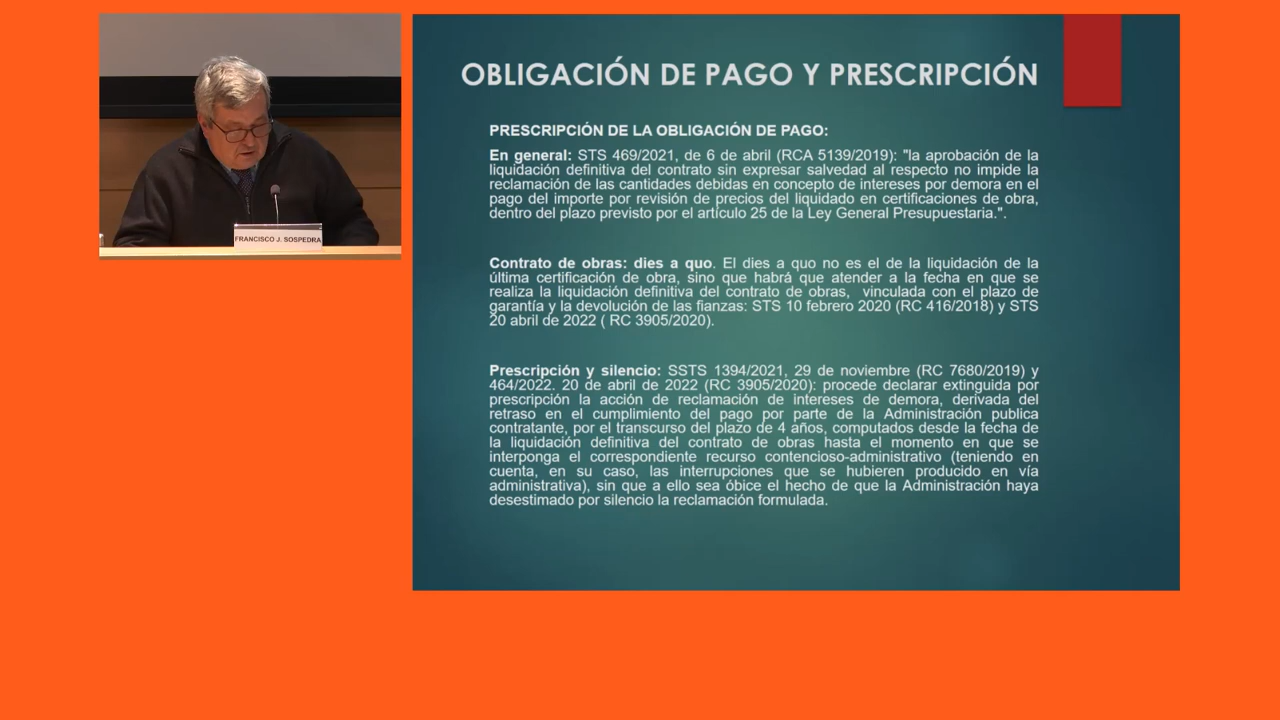 FRANCISCO J. SOSPEDRA
OBLIGACIÓN DE PAGO Y PRESCRIPCIÓN
PRESCRIPCIÓN DE LA OBLIGACIÓN DE PAGO:
En general: STS 469/2021, de 6 de abril (RCA 5139/2019): "la aprobación de la
liquidación definitiva del contrato sin expresar salvedad al respecto no impide la
reclamación de las cantidades debidas en concepto de intereses por demora en el
pago del importe por revisión de precios del liquidado en certificaciones de obra,
dentro del plazo previsto por el artículo 25 de la Ley General Presupuestaria.".
Contrato de obras: dies a quo. El dies a quo no es el de la liquidación de la
última certificación de obra, sino que habrá que atender a la fecha en que se
realiza la liquidación definitiva del contrato de obras, vinculada con el plazo de
garantía y la devolución de las fianzas: STS 10 febrero 2020 (RC 416/2018) y STS
20 abril de 2022 ( RC 3905/2020).
Prescripción y silencio: SSTS 1394/2021, 29 de noviembre (RC 7680/2019) y
464/2022. 20 de abril de 2022 (RC 3905/2020): procede declarar extinguida por
prescripción la acción de reclamación de intereses de demora, derivada del
retraso en el cumplimiento del pago por parte de la Administración publica
contratante, por el transcurso del plazo de 4 años, computados desde la fecha de
la liquidación definitiva del contrato de obras hasta el momento en que se
interponga el correspondiente recurso contencioso-administrativo (teniendo en
cuenta, en su caso, las interrupciones que se hubieren producido en vía
administrativa), sin que a ello sea óbice el hecho de que la Administración haya
desestimado por silencio la reclamación formulada.